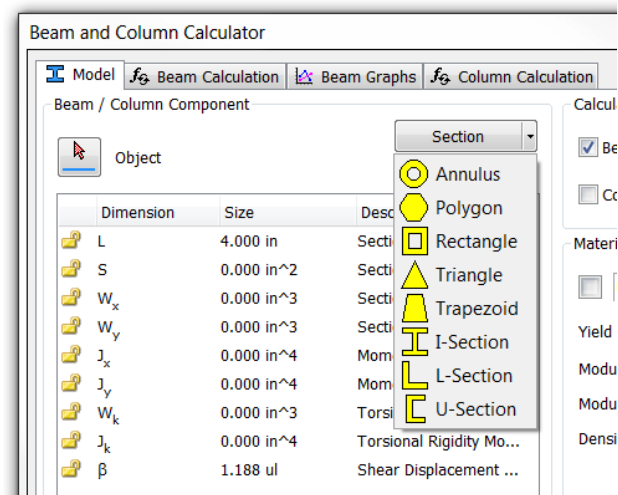 Beam and Column Calculator
Model Beam Calculation Beam Graphs Column Calculation
Beam / Column Component
Object
Section
Annulus
Polygon
Rectangle
Triangle
Trapezoid
I-Section
L-Section
U-Section
Dimension Size
L 4.000 in
S 0.000 in^2
Wx 0.000 in^3
Wy 0.000 in^3
Jx 0.000 in^4
Jy 0.000 in^4
Wk 0.000 in^3
Jk 0.000 in^4 Torsional Rigidity Mo...
β 1.188 ul Shear Displacement ...
Yield